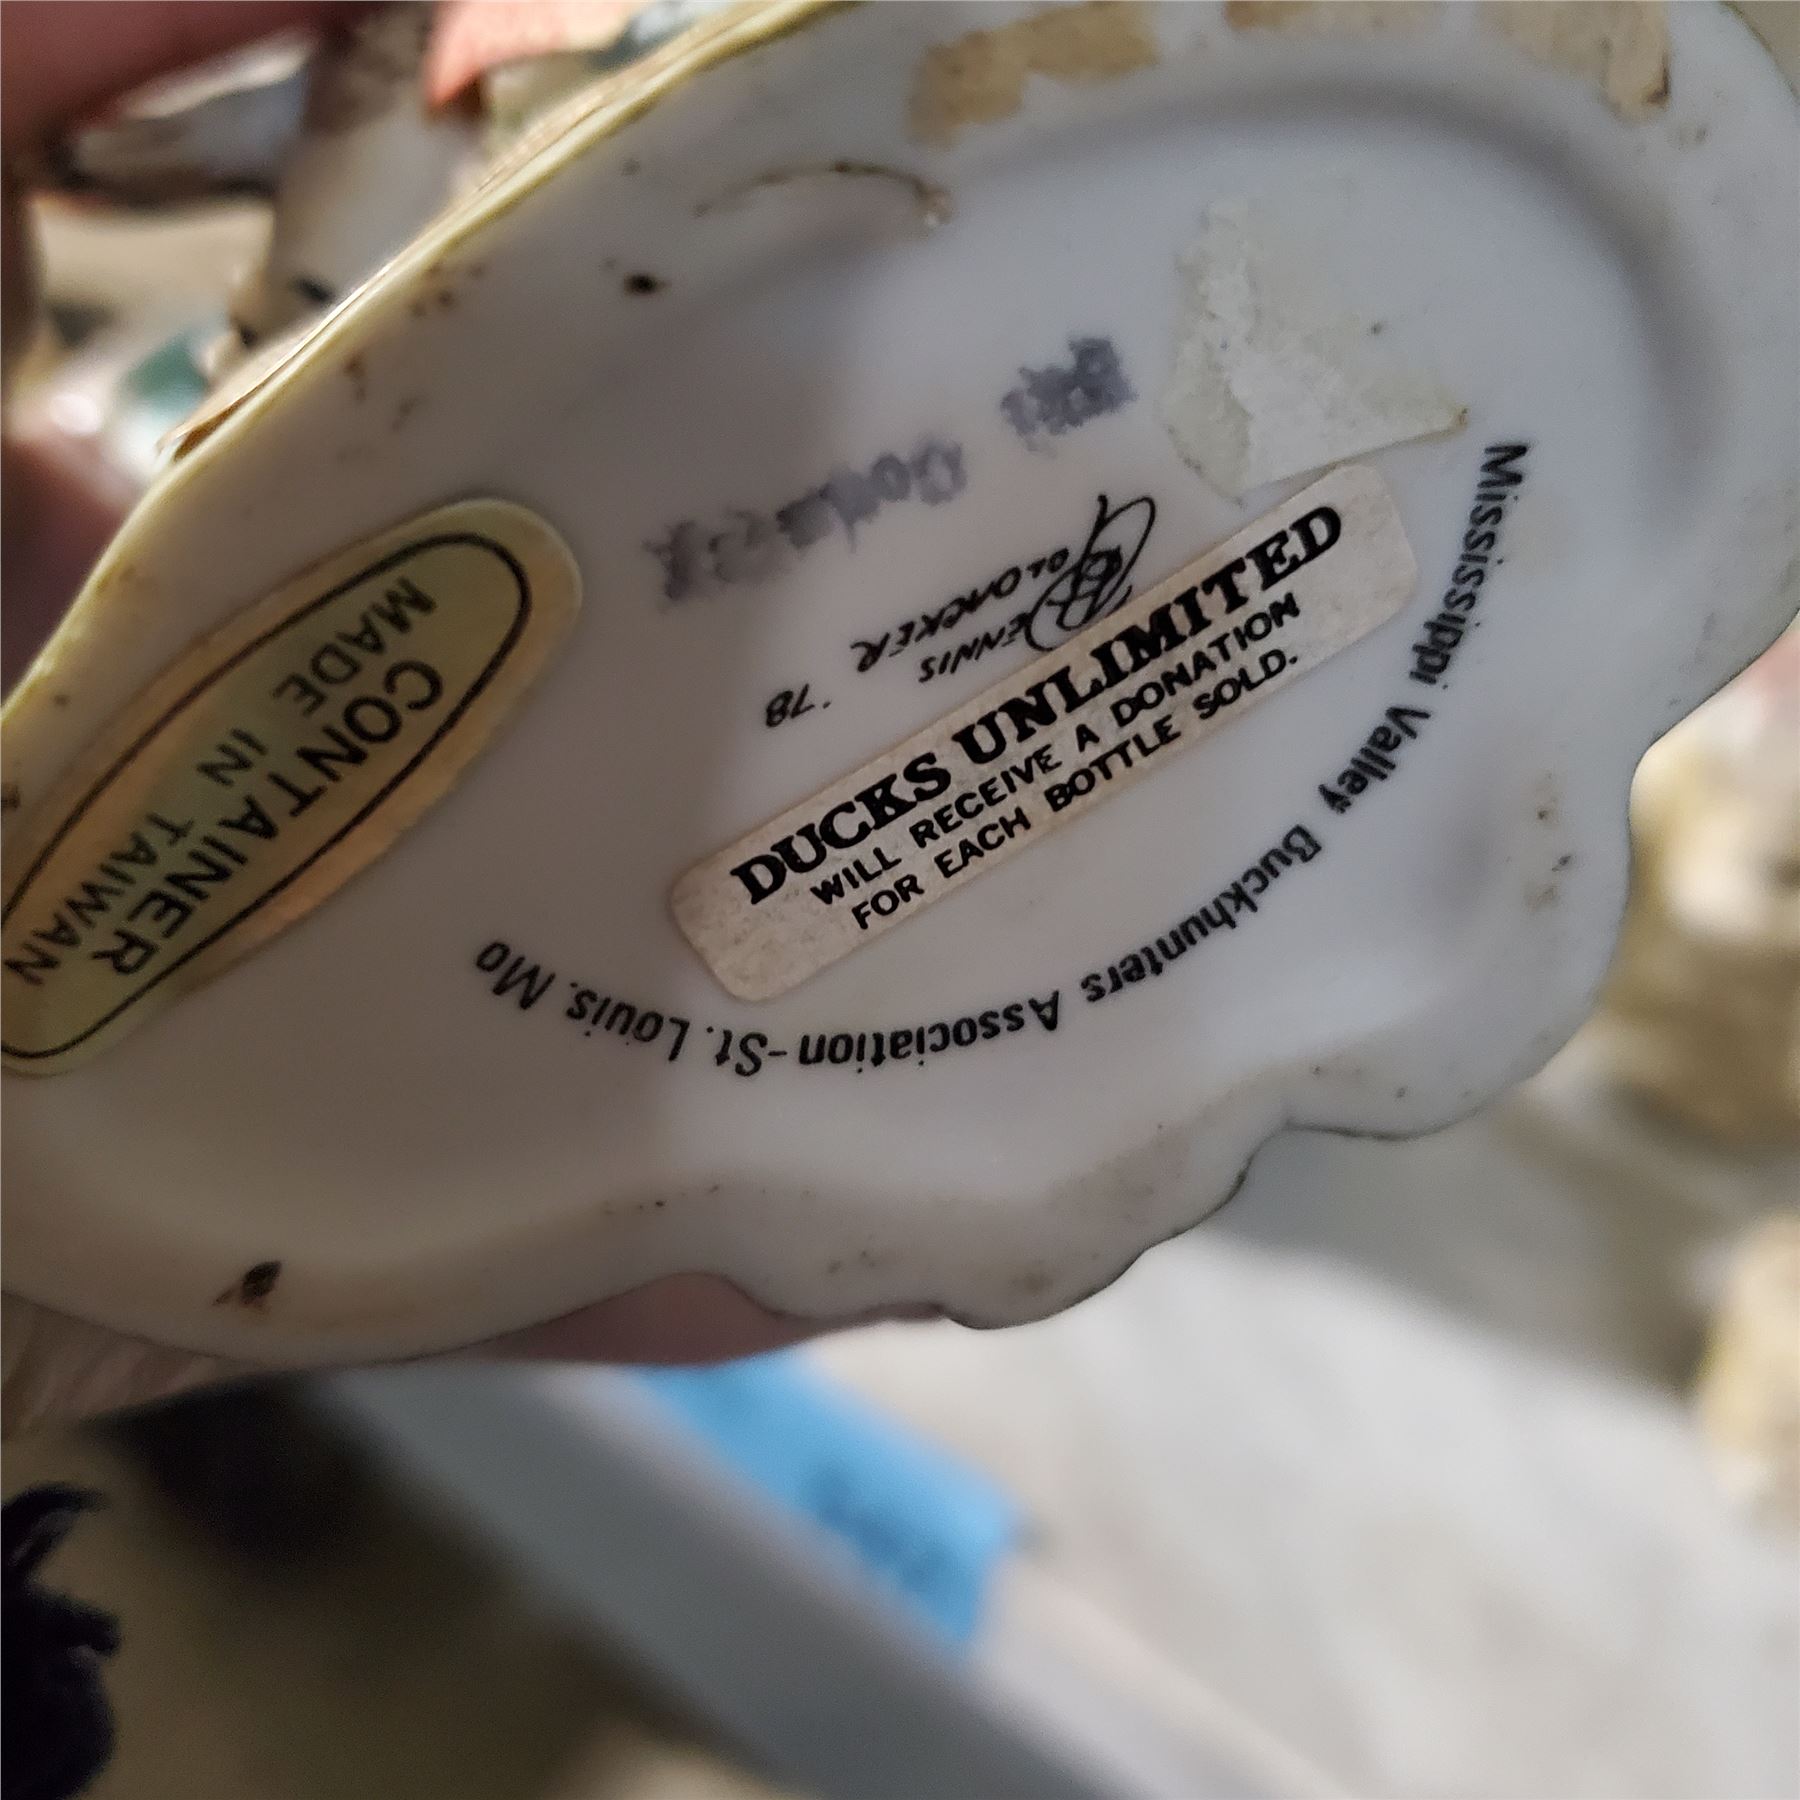 DUCKS UNLIMITED
WILL RECEIVE A DONATION
FOR EACH BOTTLE SOLD.
Mississippi Valley Duckhunters Association - St. Louis, Mo
DENNIS
'78
CONTAINER
MADE IN TAIWAN